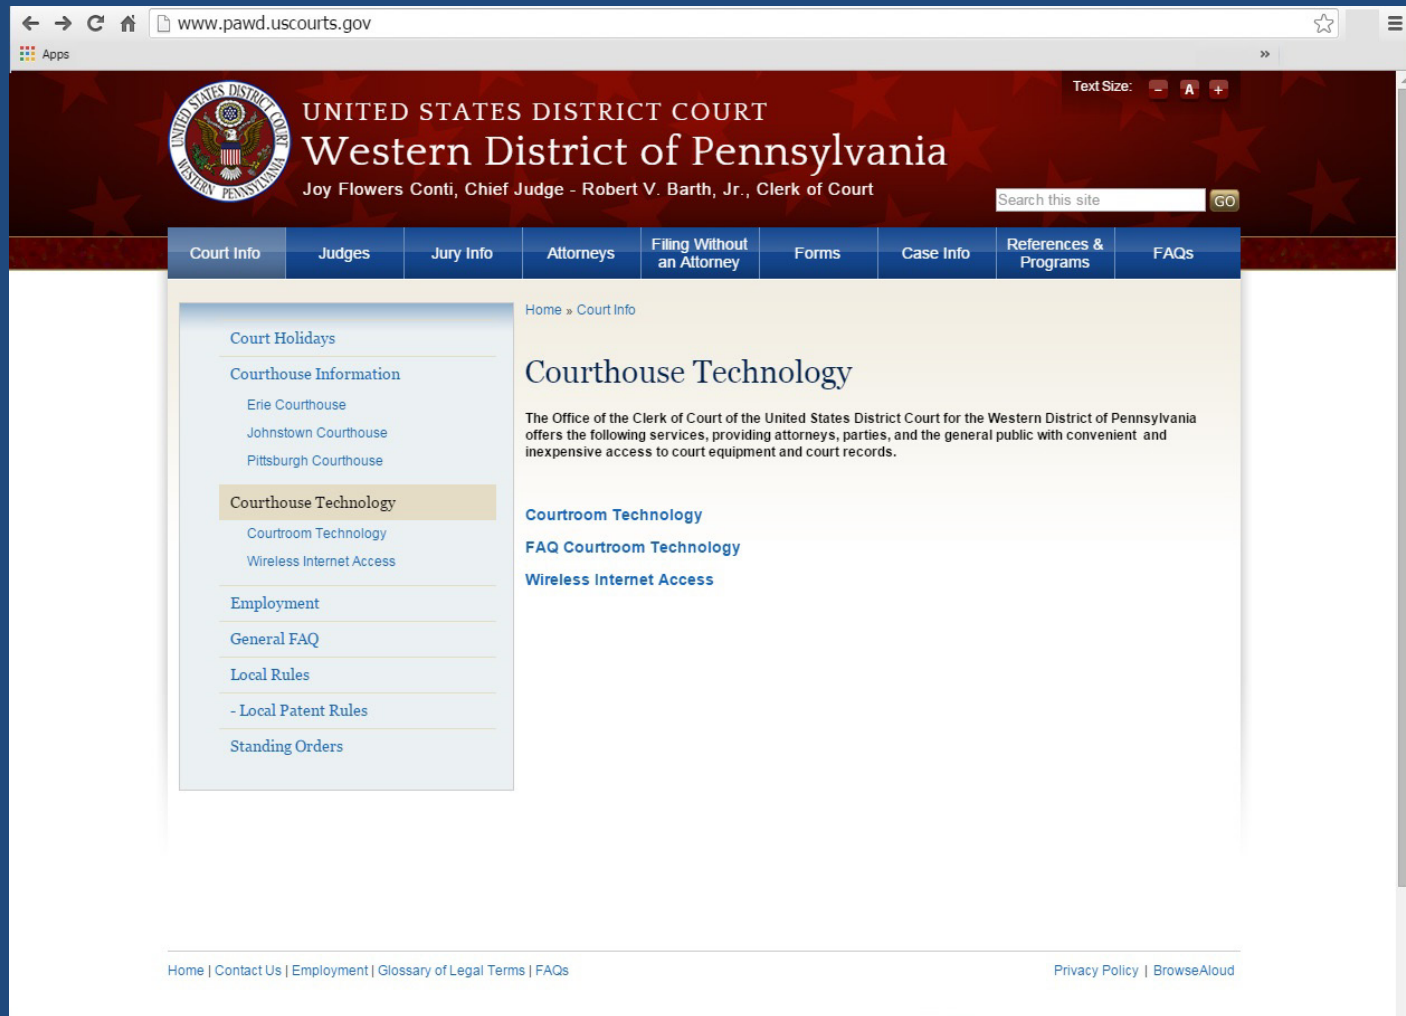 www.pawd.uscourts.gov
Apps
»
Text Size: - A +
UNITED STATES DISTRICT COURT
WESTERN PENNSYLVANIA
UNITED STATES DISTRICT COURT
Western District of Pennsylvania
Joy Flowers Conti, Chief Judge - Robert V. Barth, Jr., Clerk of Court
Search this site GO
Court Info Judges Jury Info Attorneys Filing Without an Attorney Forms Case Info References & Programs FAQs
Court Holidays
Courthouse Information
Erie Courthouse
Johnstown Courthouse
Pittsburgh Courthouse
Courthouse Technology
Courtroom Technology
Wireless Internet Access
Employment
General FAQ
Local Rules
- Local Patent Rules
Standing Orders
Home » Court Info
Courthouse Technology
The Office of the Clerk of Court of the United States District Court for the Western District of Pennsylvania
offers the following services, providing attorneys, parties, and the general public with convenient and
inexpensive access to court equipment and court records.
Courtroom Technology
FAQ Courtroom Technology
Wireless Internet Access
Home | Contact Us | Employment | Glossary of Legal Terms | FAQs
Privacy Policy | BrowseAloud